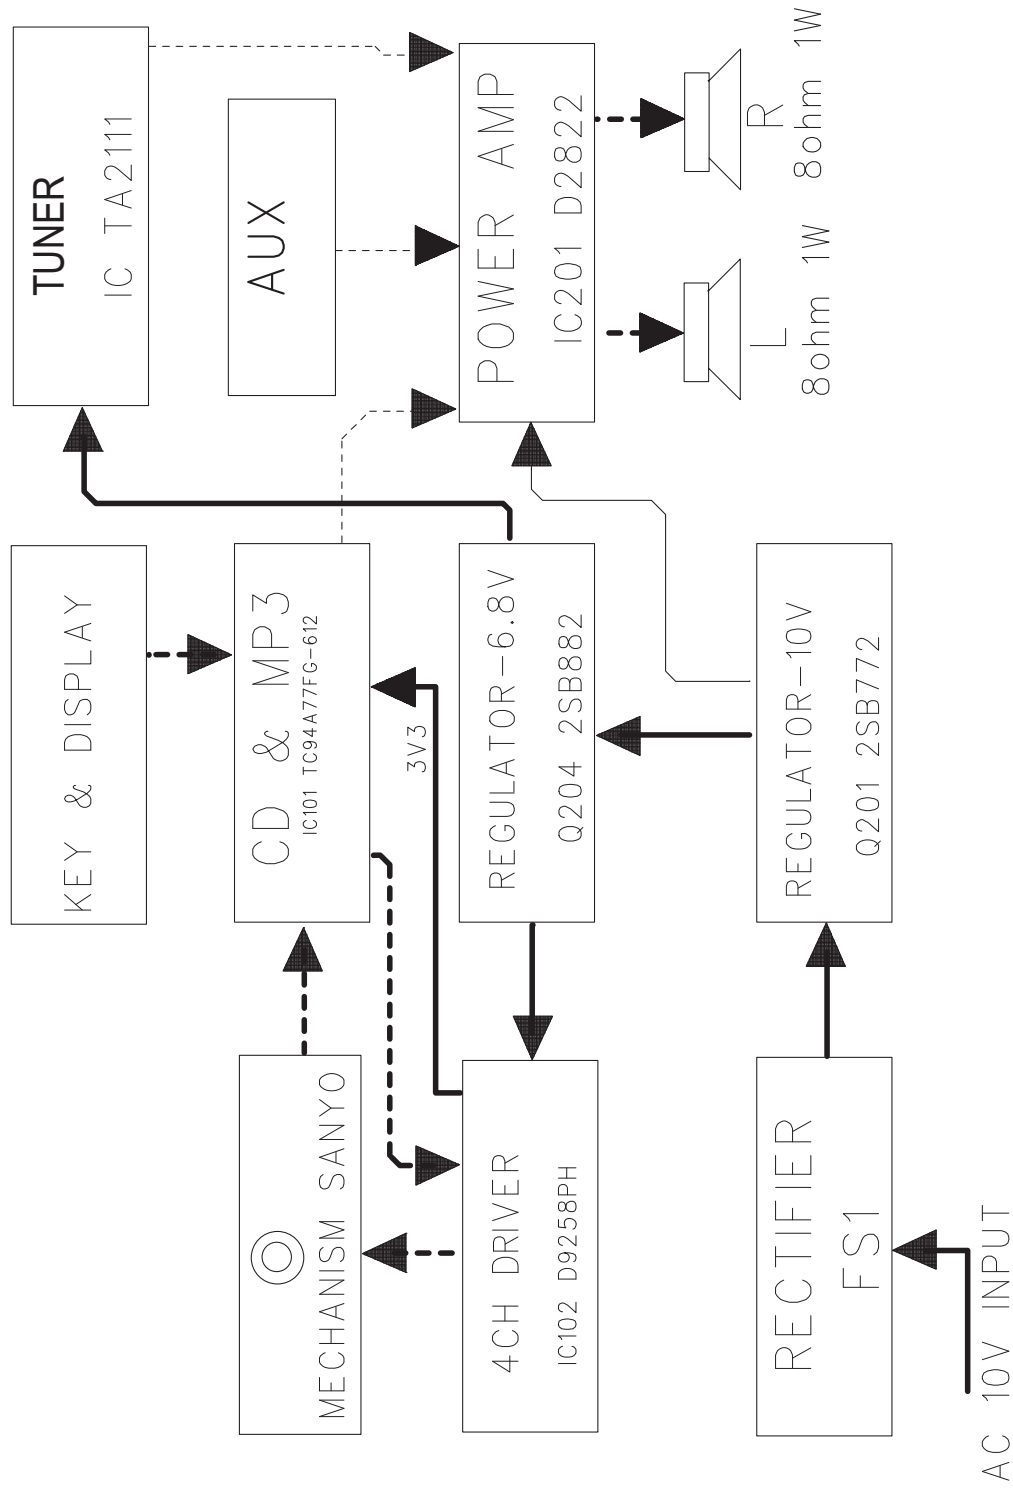 KEY & DISPLAY
TUNER
IC TA2111
MECHANISM SANYO
CD & MP3
IC101 TC94A77FG-612
AUX
3V3
4CH DRIVER
IC102 D9258PH
REGULATOR-6.8V
Q204 2SB882
POWER AMP
IC201 D2822
RECTIFIER
FS1
REGULATOR-10V
Q201 2SB772
L
8ohm 1W
R
8ohm 1W
AC 10V INPUT